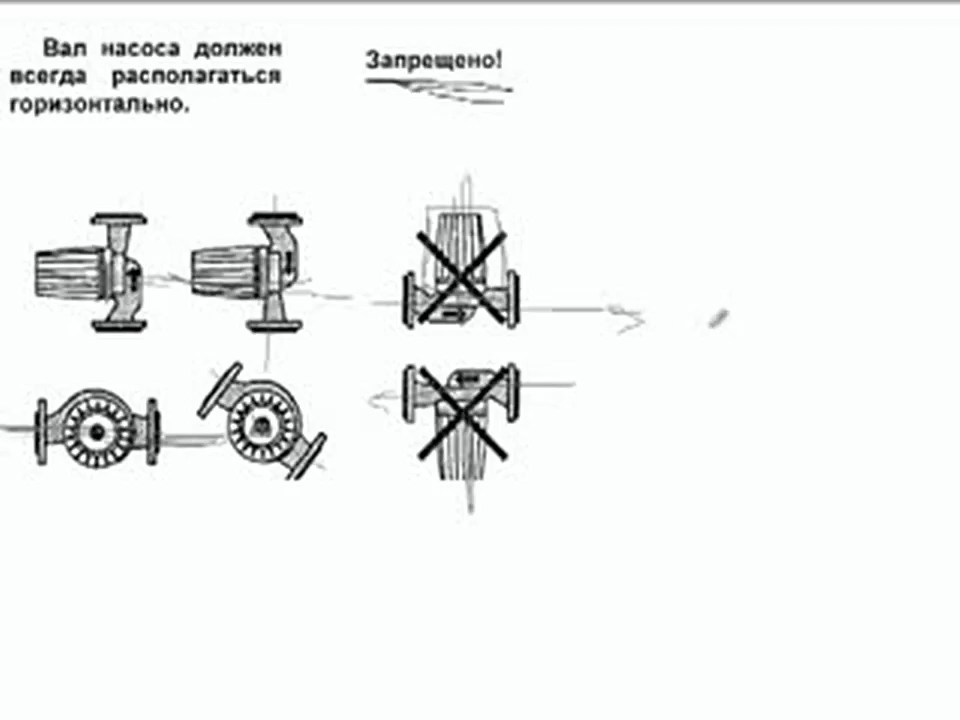 Вал насоса должен
всегда располагаться
горизонтально.
Запрещено!